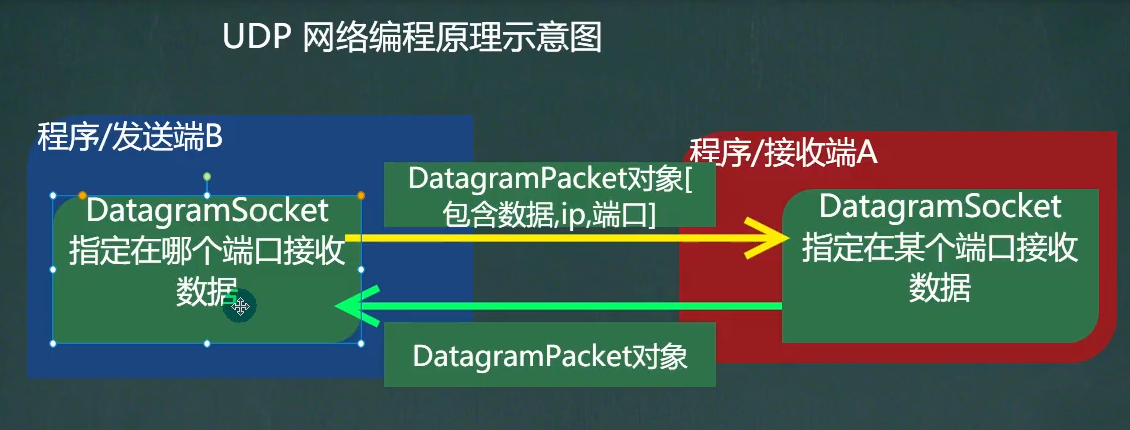 UDP 网络编程原理示意图
程序/发送端B
程序/接收端A
DatagramPacket对象[
包含数据,ip,端口]
DatagramSocket
指定在哪个端口接收
数据
DatagramSocket
指定在某个端口接收
数据
DatagramPacket对象